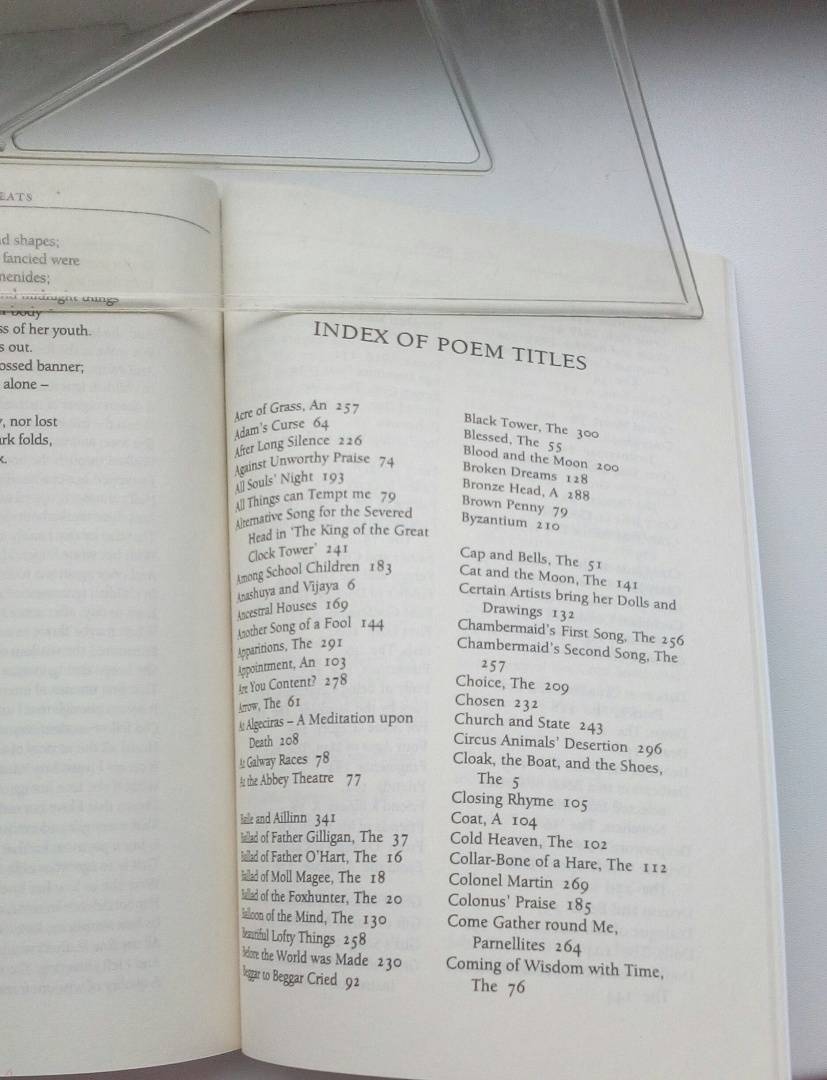 EATS
d shapes;
fancied were
menides;
midnight things
body
ss of her youth.
s out.
ossed banner;
alone –
, nor lost
rk folds,
k.
INDEX OF POEM TITLES
Acre of Grass, An 257
Adam's Curse 64
After Long Silence 226
Against Unworthy Praise 74
All Souls' Night 193
All Things can Tempt me 79
Alternative Song for the Severed
Head in 'The King of the Great
Clock Tower' 241
Among School Children 183
Anashuya and Vijaya 6
Ancestral Houses 169
Another Song of a Fool 144
Apparitions, The 291
Appointment, An 103
Are You Content? 278
Arrow, The 61
At Algeciras – A Meditation upon
Death 208
At Galway Races 78
At the Abbey Theatre 77
Baile and Aillinn 341
Ballad of Father Gilligan, The 37
Ballad of Father O'Hart, The 16
Ballad of Moll Magee, The 18
Ballad of the Foxhunter, The 20
Balloon of the Mind, The 130
Beautiful Lofty Things 258
Before the World was Made 230
Beggar to Beggar Cried 92
Black Tower, The 300
Blessed, The 55
Blood and the Moon 200
Broken Dreams 128
Bronze Head, A 288
Brown Penny 79
Byzantium 210
Cap and Bells, The 51
Cat and the Moon, The 141
Certain Artists bring her Dolls and
Drawings 132
Chambermaid's First Song, The 256
Chambermaid's Second Song, The
257
Choice, The 209
Chosen 232
Church and State 243
Circus Animals' Desertion 296
Cloak, the Boat, and the Shoes,
The 5
Closing Rhyme 105
Coat, A 104
Cold Heaven, The 102
Collar-Bone of a Hare, The 112
Colonel Martin 269
Colonus' Praise 185
Come Gather round Me,
Parnellites 264
Coming of Wisdom with Time,
The 76